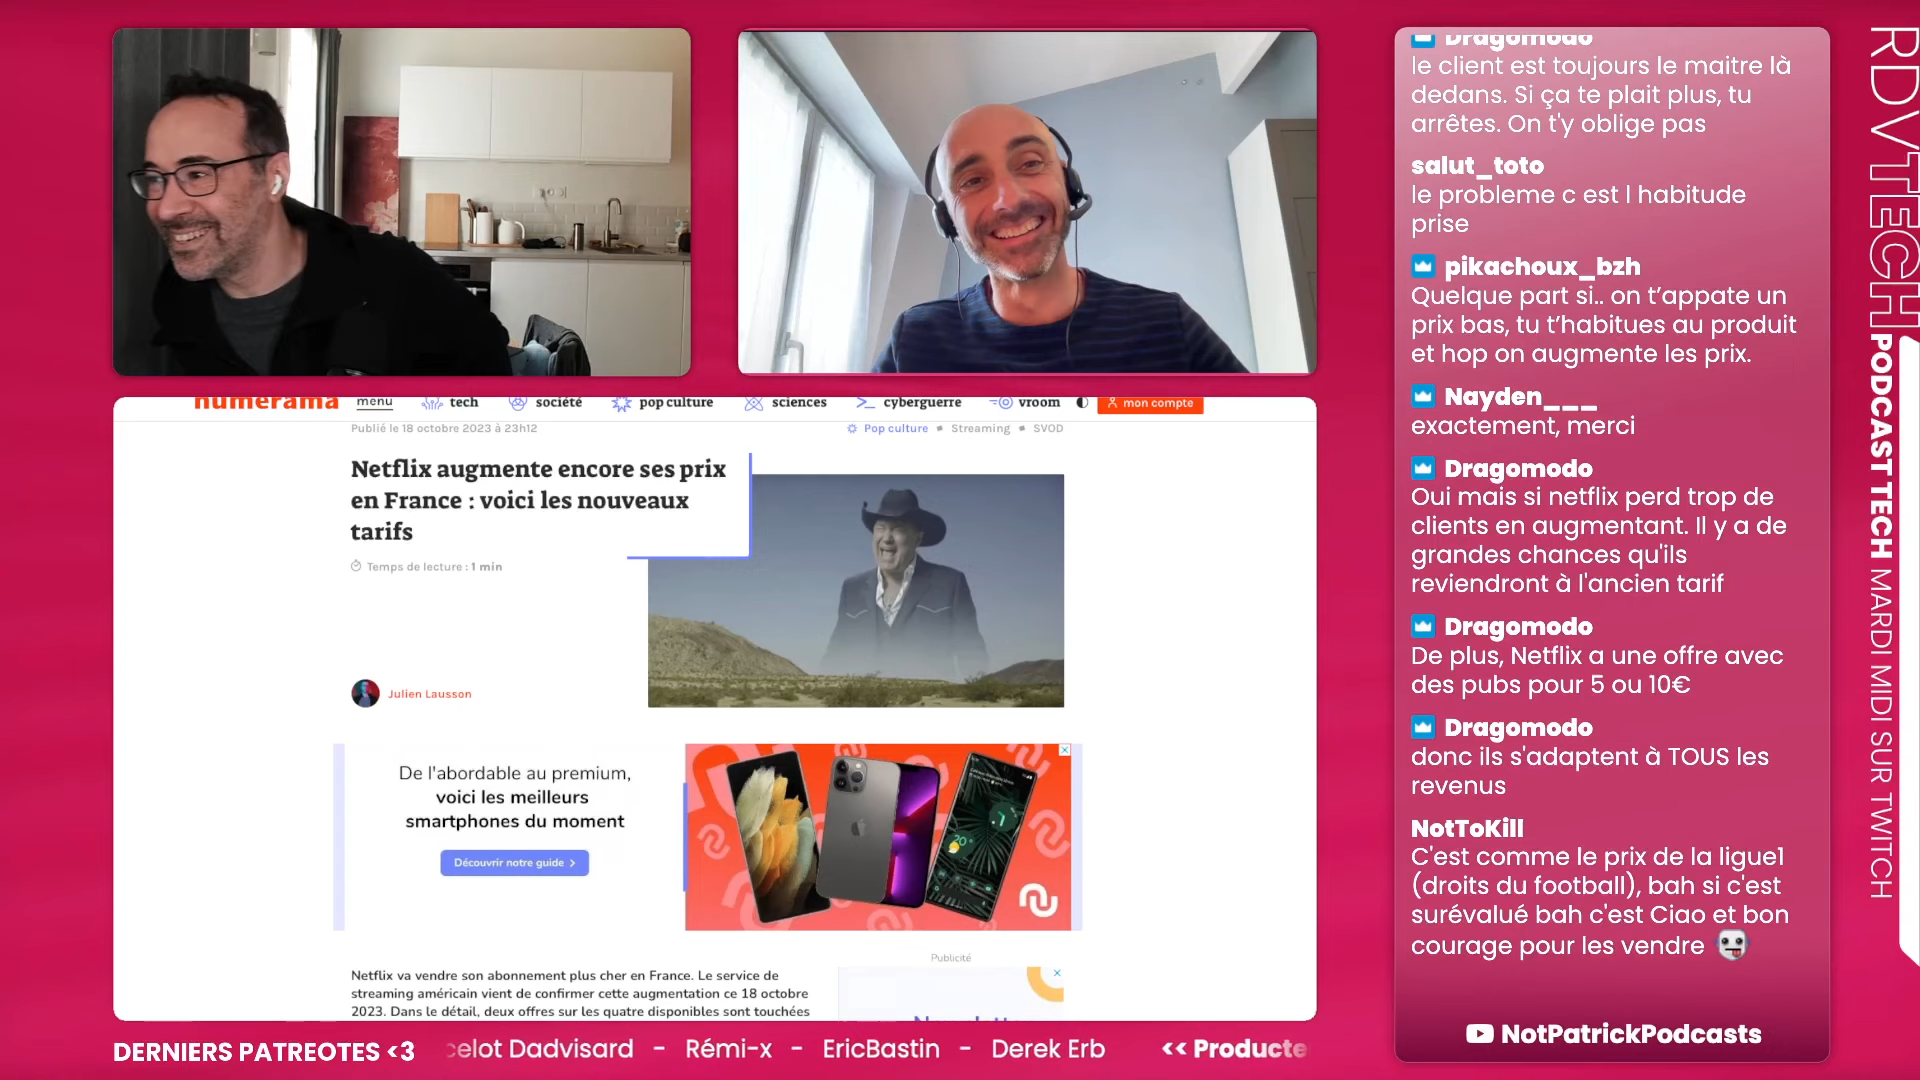 numerama
menu
tech
société
pop culture
sciences
cyberguerre
vroom
mon compte
Publié le 18 octobre 2023 à 23h12
Pop culture
Streaming
SVOD
Netflix augmente encore ses prix
en France : voici les nouveaux
tarifs
Temps de lecture : 1 min
Julien Lausson
De l'abordable au premium,
voici les meilleurs
smartphones du moment
Découvrir notre guide >
Publicité
Netflix va vendre son abonnement plus cher en France. Le service de
streaming américain vient de confirmer cette augmentation ce 18 octobre
2023. Dans le détail, deux offres sur les quatre disponibles sont touchées
DERNIERS PATREOTES <3
celot Dadvisard - Rémi-x - EricBastin - Derek Erb << Producte
Dragomodo
le client est toujours le maitre là
dedans. Si ça te plait plus, tu
arrêtes. On t'y oblige pas
salut_toto
le probleme c est l habitude
prise
pikachoux_bzh
Quelque part si.. on t’appate un
prix bas, tu t’habitues au produit
et hop on augmente les prix.
Nayden___
exactement, merci
Dragomodo
Oui mais si netflix perd trop de
clients en augmentant. Il y a de
grandes chances qu'ils
reviendront à l'ancien tarif
Dragomodo
De plus, Netflix a une offre avec
des pubs pour 5 ou 10€
Dragomodo
donc ils s'adaptent à TOUS les
revenus
NotToKill
C'est comme le prix de la ligue1
(droits du football), bah si c'est
surévalué bah c'est Ciao et bon
courage pour les vendre
NotPatrickPodcasts
RDVTECH
PODCAST TECH MARDI MIDI SUR TWITCH